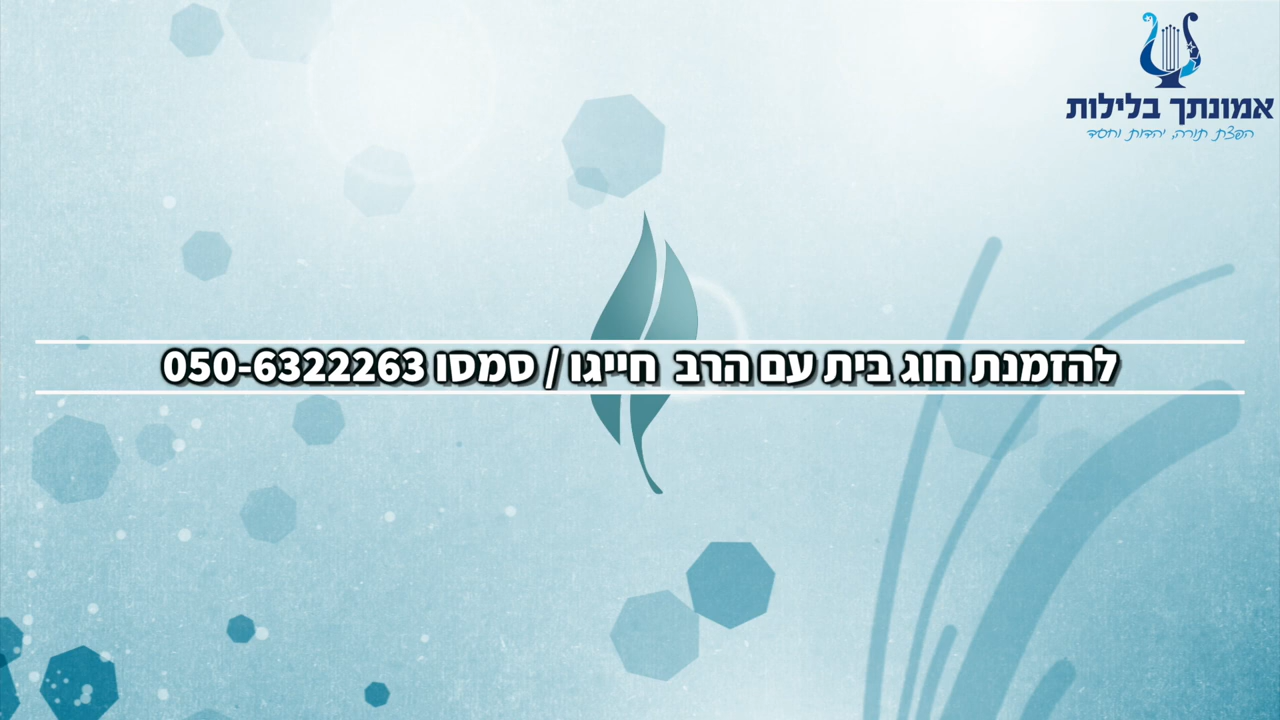 אמונתך בלילות
הפצת תורה, יהדות וחסד
להזמנת חוג בית עם הרב חייגו / סמסו 050-6322263